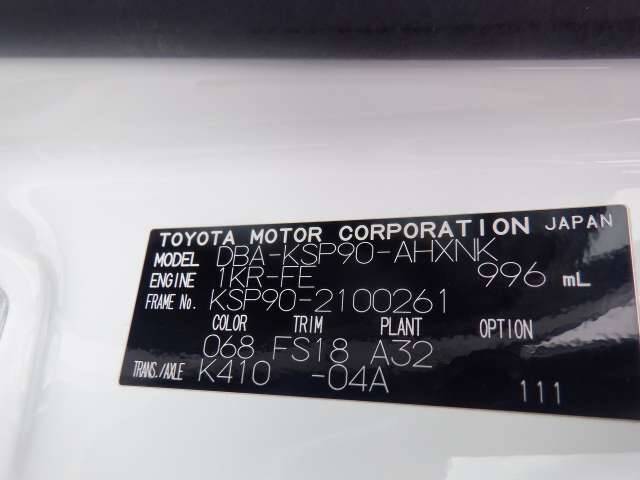 TOYOTA MOTOR CORPORATION JAPAN
MODEL DBA-KSP90-AHXNK
ENGINE 1KR-FE 996 mL
FRAME No. KSP90-2100261
COLOR TRIM PLANT OPTION
068 FS18 A32
TRANS./AXLE K410 -04A
111